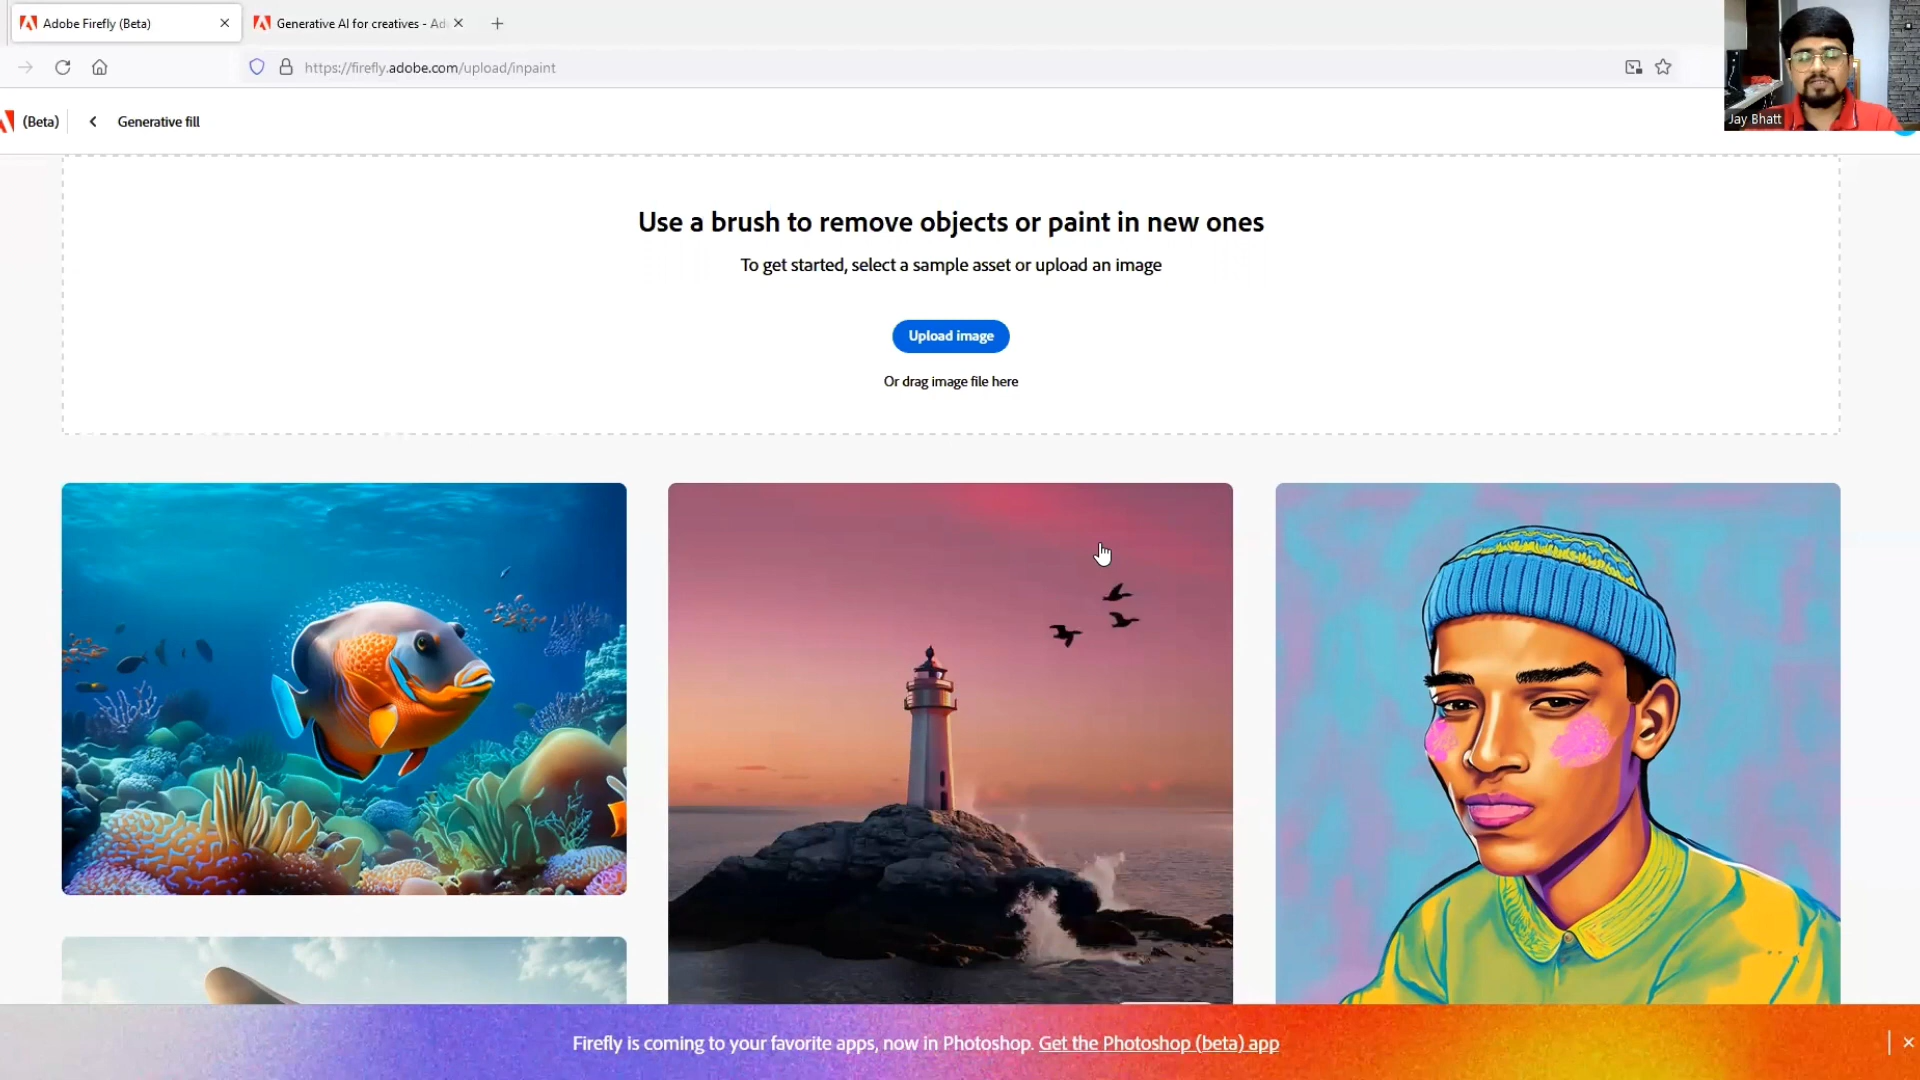 Adobe Firefly (Beta)
Generative AI for creatives - Ad
https://firefly.adobe.com/upload/inpaint
Jay Bhatt
(Beta)
Generative fill
Use a brush to remove objects or paint in new ones
To get started, select a sample asset or upload an image
Upload image
Or drag image file here
Firefly is coming to your favorite apps, now in Photoshop. Get the Photoshop (beta) app